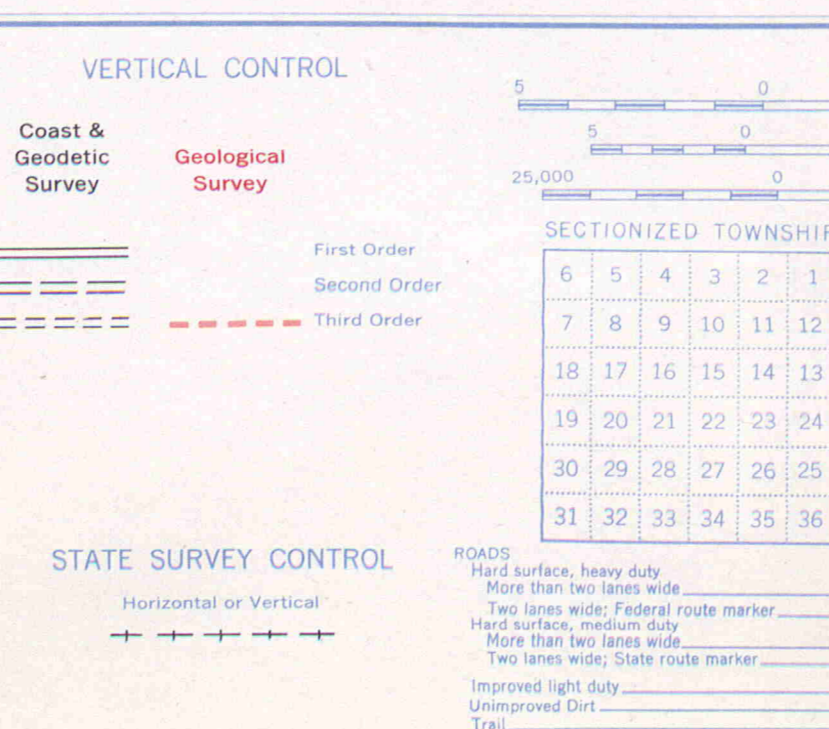 VERTICAL CONTROL
Coast &
Geodetic
Survey
Geological
Survey
First Order
Second Order
Third Order
STATE SURVEY CONTROL
Horizontal or Vertical
5 0
5 0
25,000 0
SECTIONIZED TOWNSHIP
6 5 4 3 2 1
7 8 9 10 11 12
18 17 16 15 14 13
19 20 21 22 23 24
30 29 28 27 26 25
31 32 33 34 35 36
ROADS
Hard surface, heavy duty
More than two lanes wide
Two lanes wide; Federal route marker
Hard surface, medium duty
More than two lanes wide
Two lanes wide; State route marker
Improved light duty
Unimproved Dirt
Trail